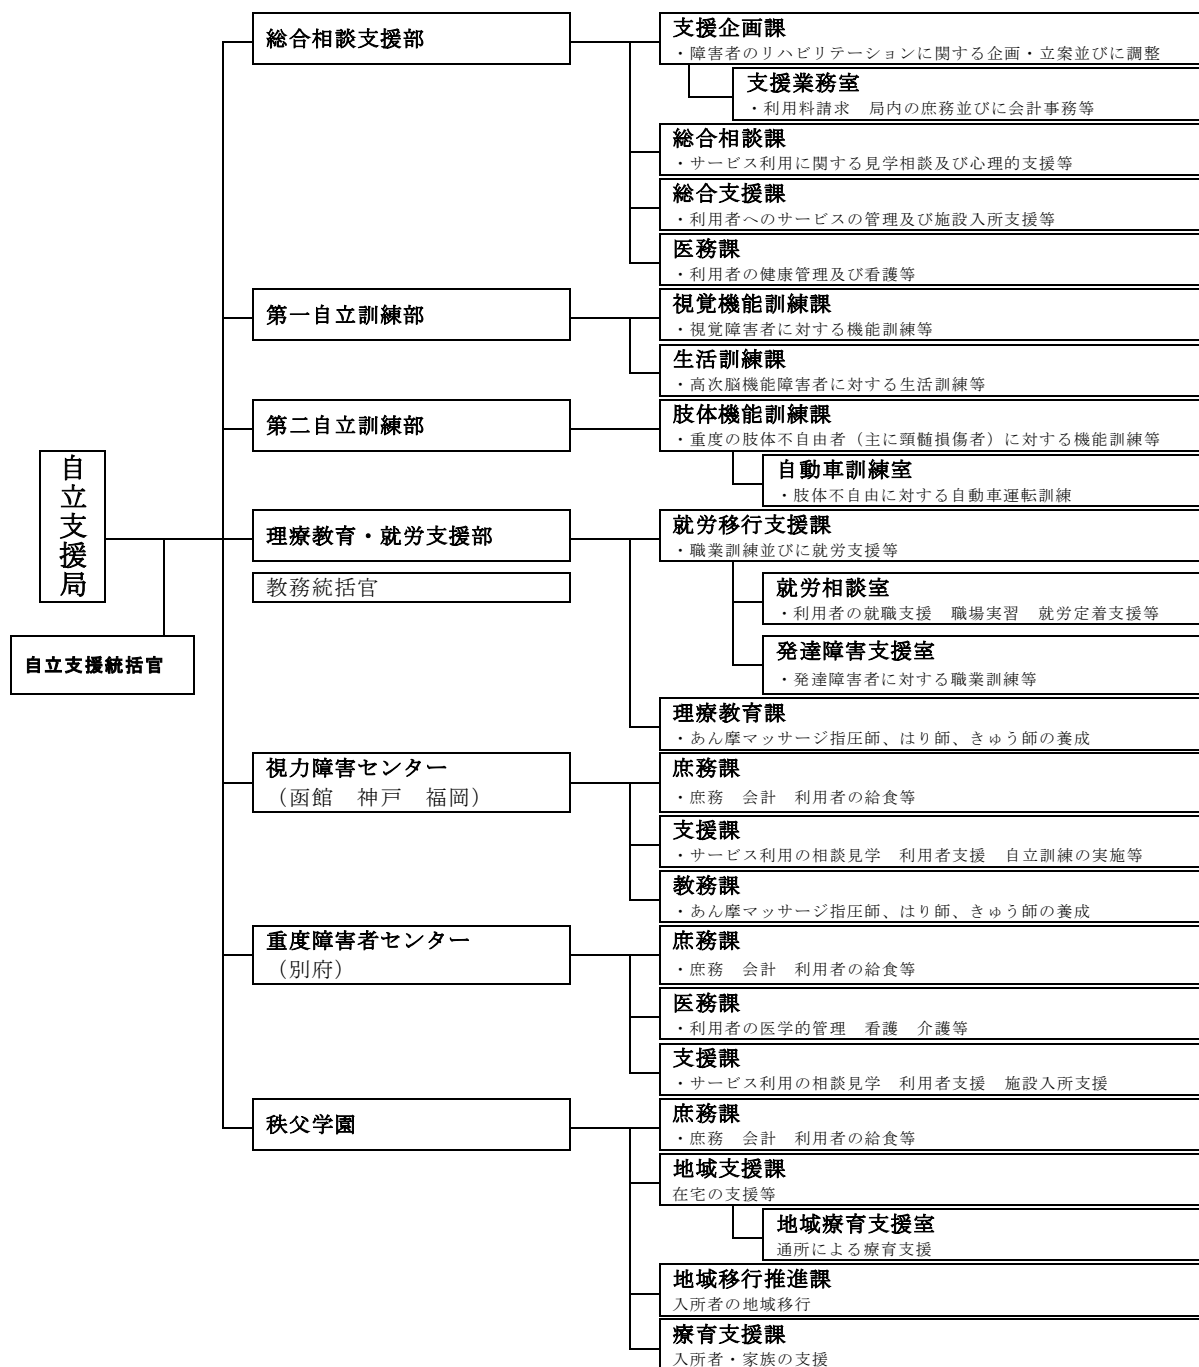 自立支援局
自立支援統括官
総合相談支援部
支援企画課
・障害者のリハビリテーションに関する企画・立案並びに調整
支援業務室
・利用料請求　局内の庶務並びに会計事務等
総合相談課
・サービス利用に関する見学相談及び心理的支援等
総合支援課
・利用者へのサービスの管理及び施設入所支援等
医務課
・利用者の健康管理及び看護等
第一自立訓練部
視覚機能訓練課
・視覚障害者に対する機能訓練等
生活訓練課
・高次脳機能障害者に対する生活訓練等
第二自立訓練部
肢体機能訓練課
・重度の肢体不自由者（主に頸髄損傷者）に対する機能訓練等
自動車訓練室
・肢体不自由に対する自動車運転訓練
理療教育・就労支援部
教務統括官
就労移行支援課
・職業訓練並びに就労支援等
就労相談室
・利用者の就職支援　職場実習　就労定着支援等
発達障害支援室
・発達障害者に対する職業訓練等
理療教育課
・あん摩マッサージ指圧師、はり師、きゅう師の養成
視力障害センター
（函館　神戸　福岡）
庶務課
・庶務　会計　利用者の給食等
支援課
・サービス利用の相談見学　利用者支援　自立訓練の実施等
教務課
・あん摩マッサージ指圧師、はり師、きゅう師の養成
重度障害者センター
（別府）
庶務課
・庶務　会計　利用者の給食等
医務課
・利用者の医学的管理　看護　介護等
支援課
・サービス利用の相談見学　利用者支援　施設入所支援
秩父学園
庶務課
・庶務　会計　利用者の給食等
地域支援課
在宅の支援等
地域療育支援室
通所による療育支援
地域移行推進課
入所者の地域移行
療育支援課
入所者・家族の支援